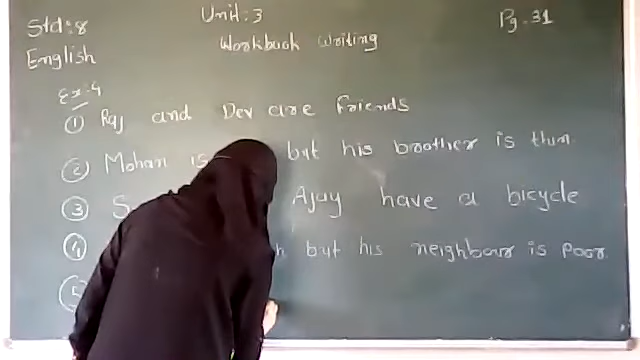 Std:8 Unit:3 Pg.31
English Workbook Writing
Ex-4
① Raj and Dev are friends
② Mohan is but his brother is thin
③ S Ajay have a bicycle
④ h but his neighbour is poor
⑤